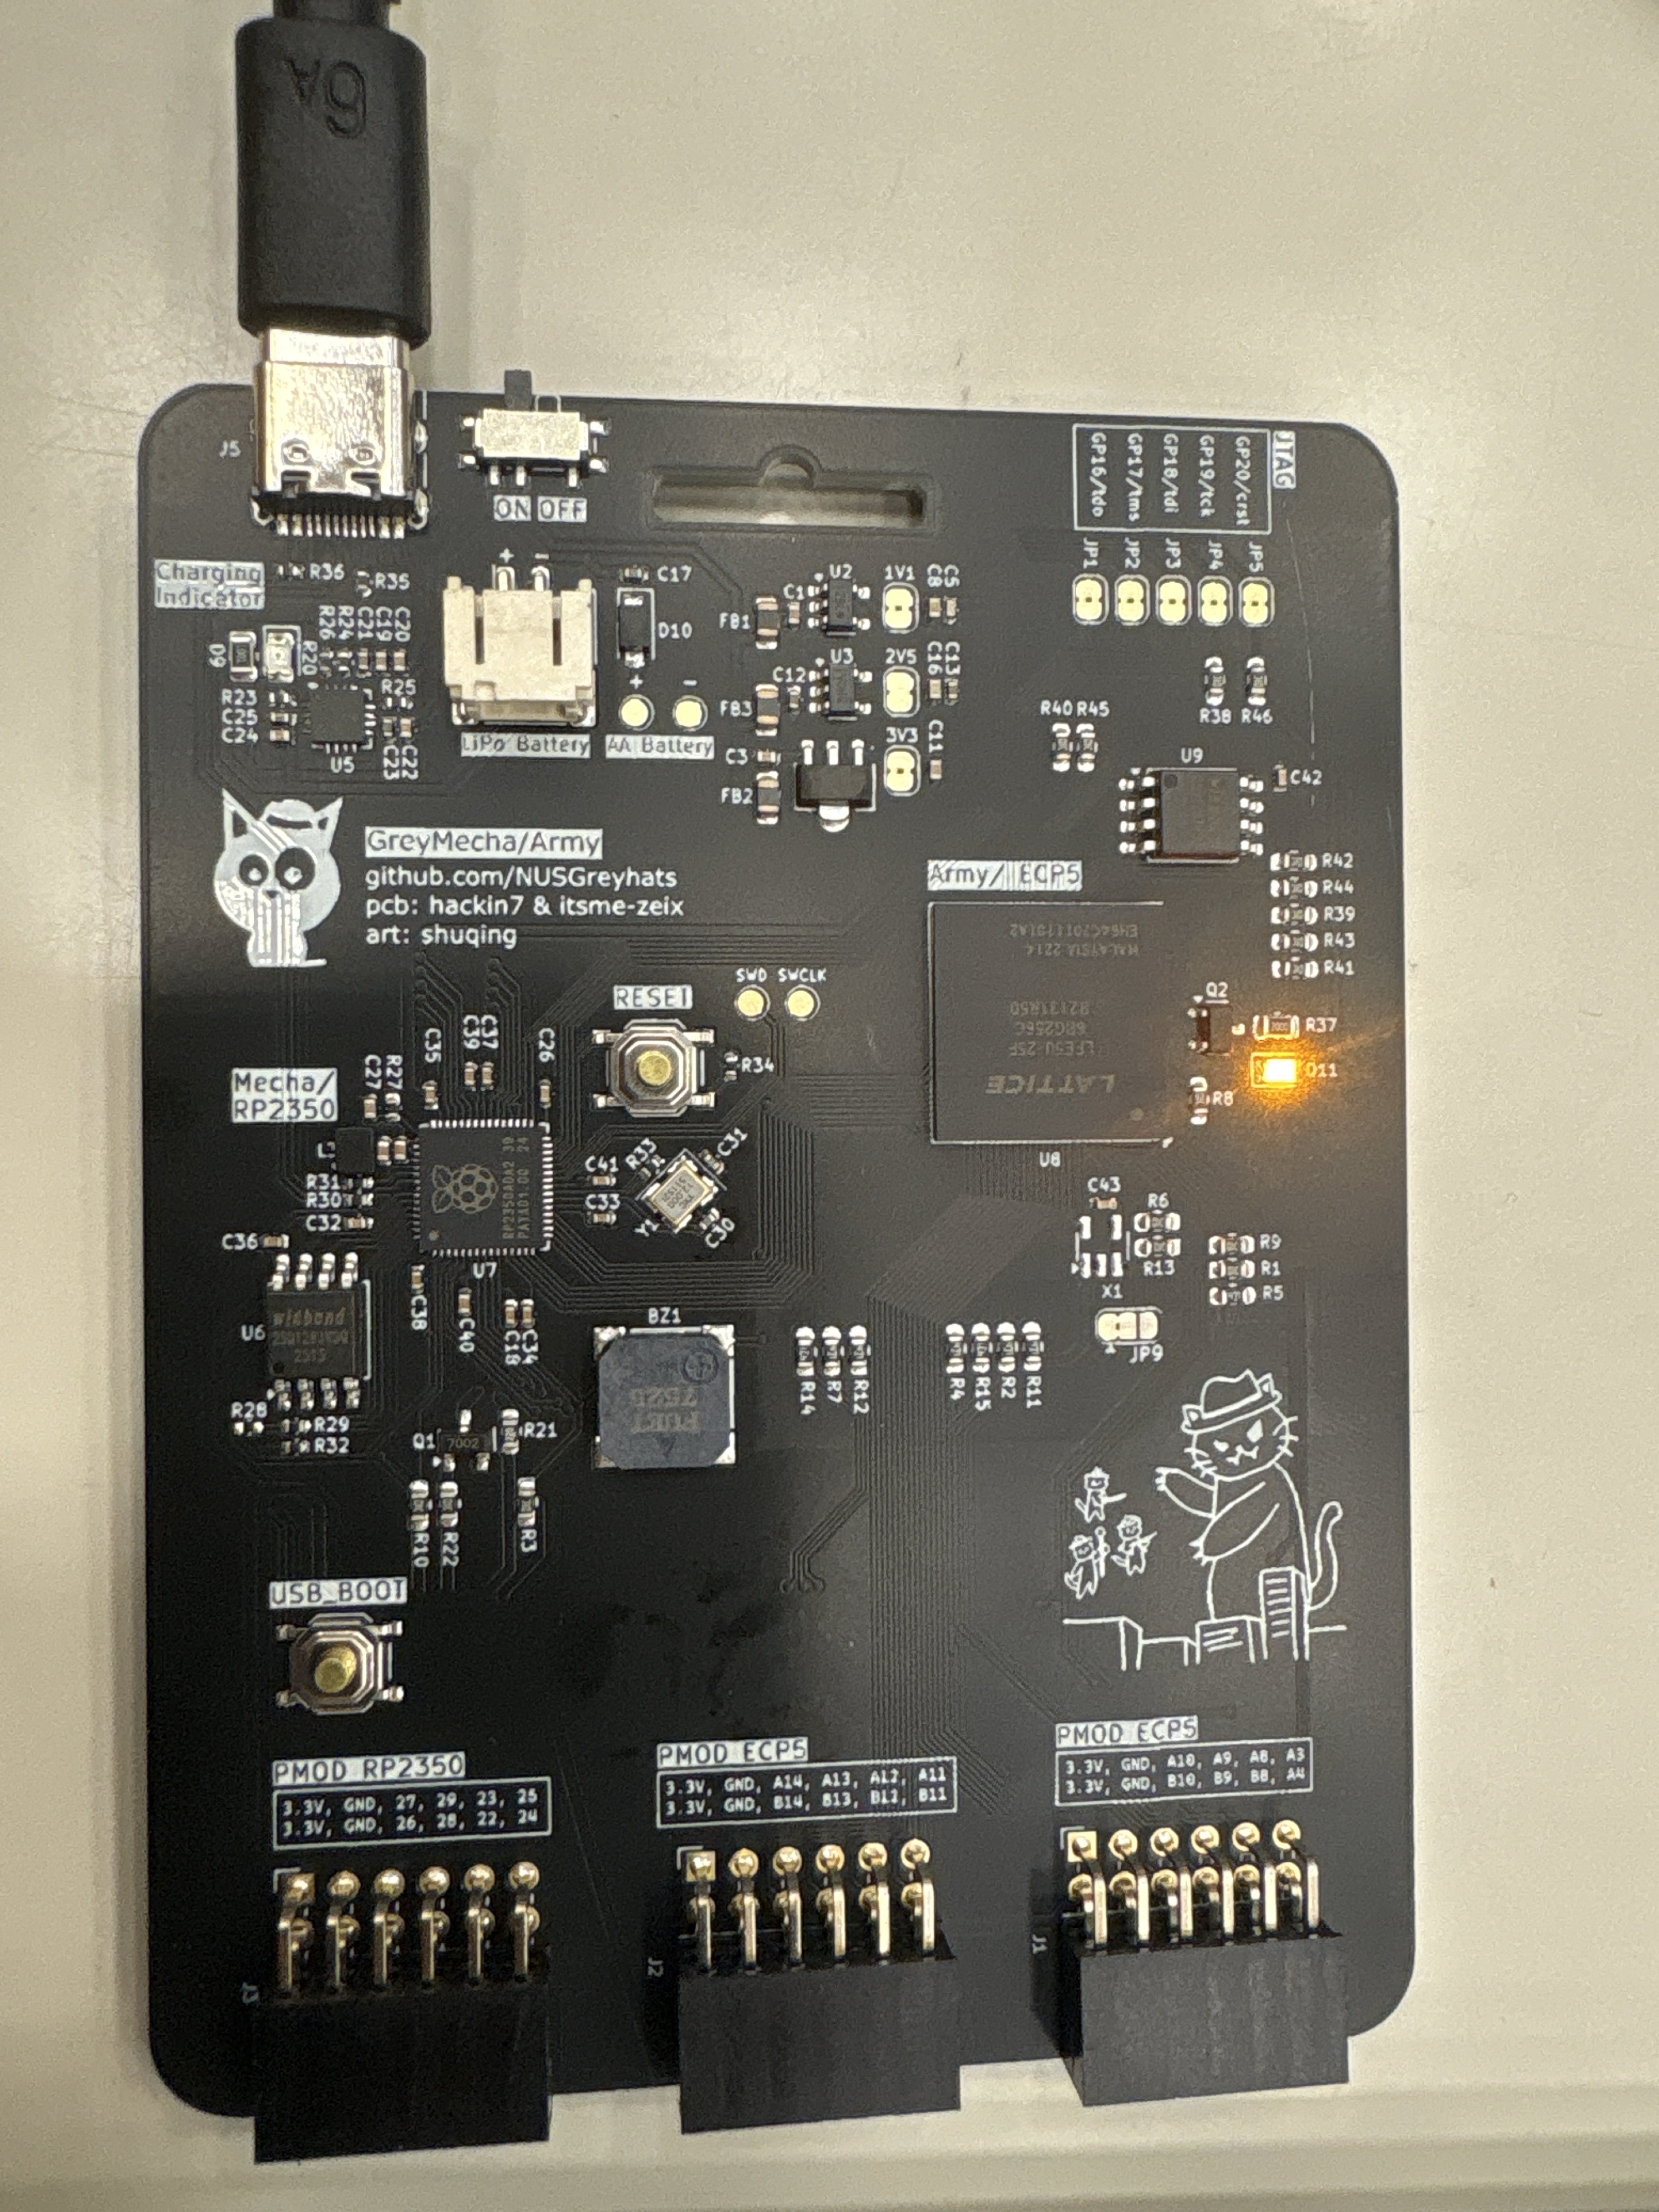 6A
J5
ON OFF
JTAG
GP16/tdo
GP17/tms
GP18/tdi
GP19/tck
GP20/crst
JP1
JP2
JP3
JP4
JP5
Charging
Indicator
R36
R35
R26
R24
C21
C19
C20
D9
R20
R23
C25
C24
R25
U5
C23
C22
+ -
LiPo Battery
C17
D10
+ -
AA Battery
FB1
C1
U2
1V1
C8
C5
C12
U3
2V5
C16
C13
FB3
C3
3V3
C11
FB2
R38
R46
R40 R45
U9
C42
R42
R44
R39
R43
R41
GreyMecha/Army
github.com/NUSGreyhats
pcb: hackin7 & itsme-zeix
art: shuqing
Army/ ECP5
LATTICE
LFE5U-25F
6BG256C
MALAYSIA 2214
U8
Q2
R37
D11
R8
SWD SWCLK
RESET
R34
Mecha/
RP2350
C27
R27
C35
C39
C37
C26
R31
R30
C32
C36
RP2350A0A2
U7
C41
C33
R33
C31
Y1
C30
U6
winbond
C38
C40
C18
C34
R28
R29
R32
Q1
7002
R21
R10
R22
R3
BZ1
R14
R7
R12
R4
R15
R2
R11
C43
R6
R13
X1
R9
R1
R5
JP9
USB_BOOT
PMOD RP2350
3.3V, GND, 27, 29, 23, 25
3.3V, GND, 26, 28, 22, 24
PMOD ECP5
3.3V, GND, A14, A13, A12, A11
3.3V, GND, B14, B13, B12, B11
PMOD ECP5
3.3V, GND, A10, A9, A8, A3
3.3V, GND, B10, B9, B8, A4
J3
J2
J1